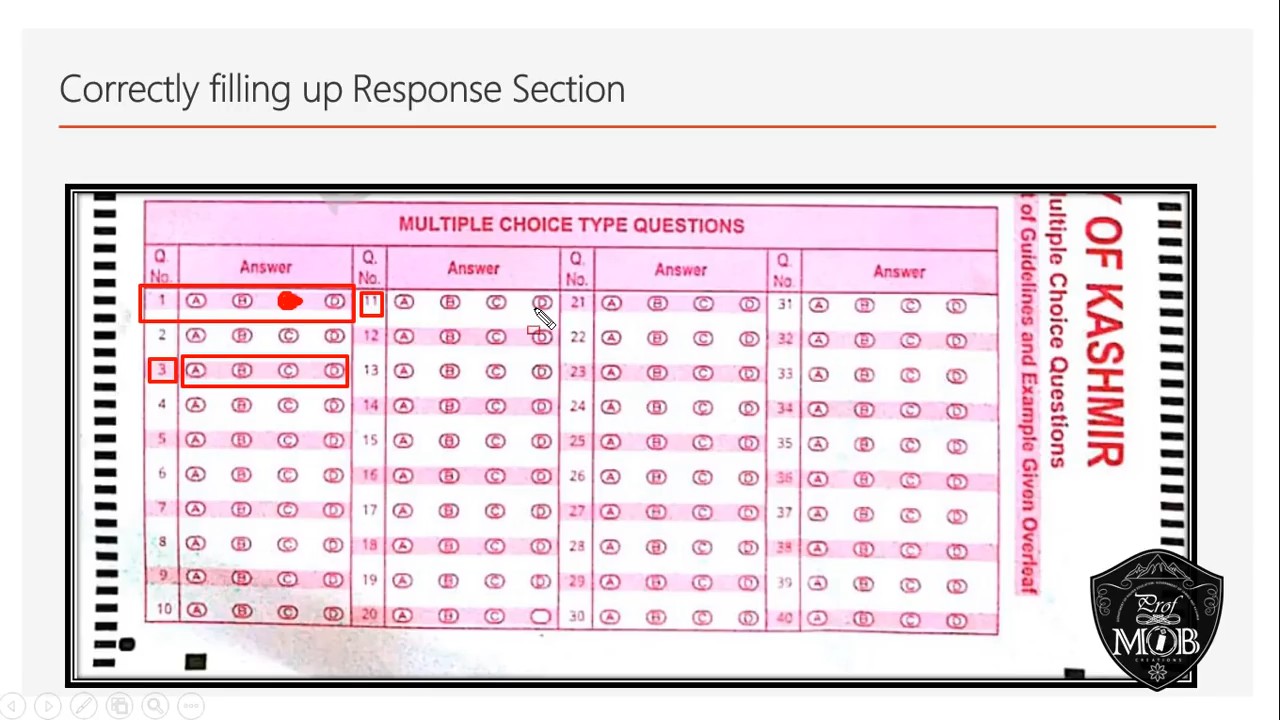 Correctly filling up Response Section
MULTIPLE CHOICE TYPE QUESTIONS
Q. No. Answer Q. No. Answer Q. No. Answer Q. No. Answer
1 A B D 11 A B C D 21 A B C D 31 A B C D
2 A B C D 12 A B C D 22 A B C D 32 A B C D
3 A B C D 13 A B C D 23 A B C D 33 A B C D
4 A B C D 14 A B C D 24 A B C D 34 A B C D
5 A B C D 15 A B C D 25 A B C D 35 A B C D
6 A B C D 16 A B C D 26 A B C D 36 A B C D
7 A B C D 17 A B C D 27 A B C D 37 A B C D
8 A B C D 18 A B C D 28 A B C D 38 A B C D
9 A B C D 19 A B C D 29 A B C D 39 A B C D
10 A B C D 20 A B C 30 A B C D 40 A B C D
Y OF KASHMIR
ultiple Choice Questions
t of Guidelines and Example Given Overleaf
Prof
MiOB
CREATIONS